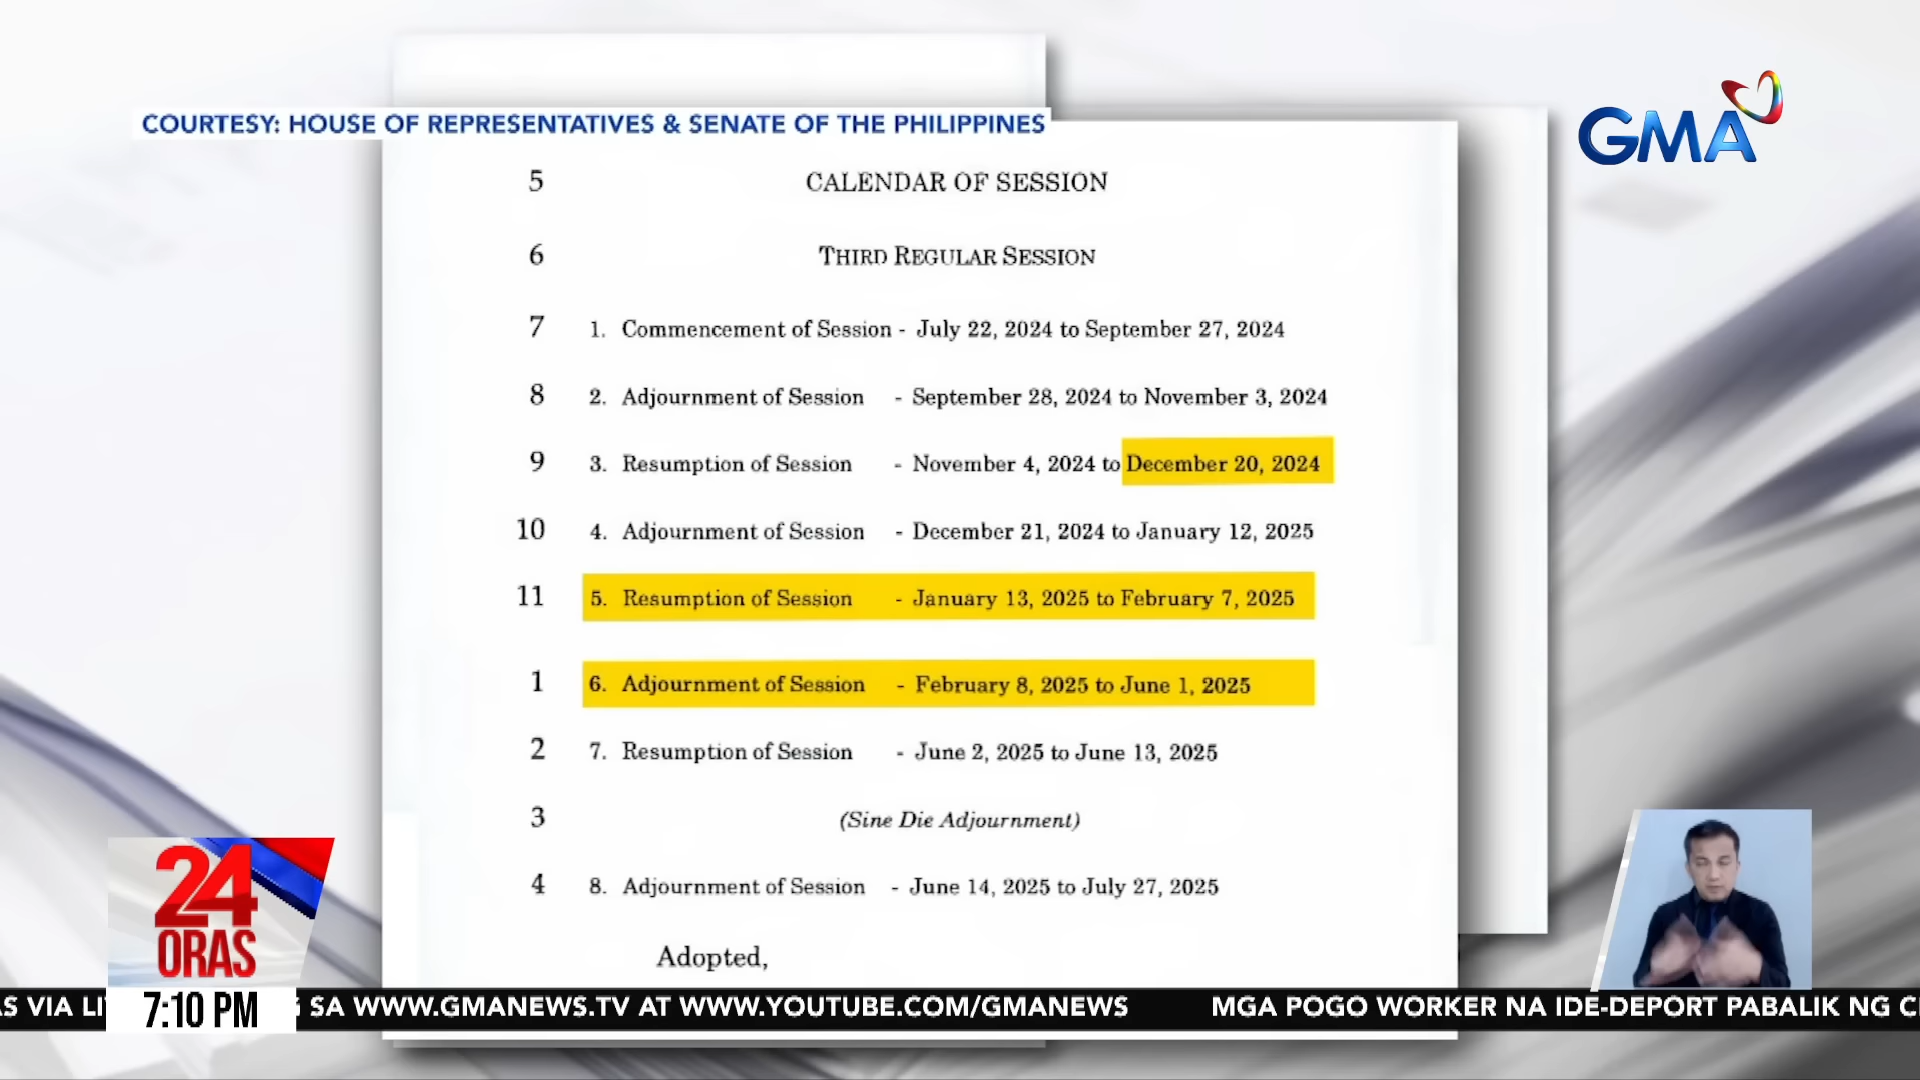 COURTESY: HOUSE OF REPRESENTATIVES & SENATE OF THE PHILIPPINES
GMA
5 CALENDAR OF SESSION
6 THIRD REGULAR SESSION
7 1. Commencement of Session - July 22, 2024 to September 27, 2024
8 2. Adjournment of Session - September 28, 2024 to November 3, 2024
9 3. Resumption of Session - November 4, 2024 to December 20, 2024
10 4. Adjournment of Session - December 21, 2024 to January 12, 2025
11 5. Resumption of Session - January 13, 2025 to February 7, 2025
1 6. Adjournment of Session - February 8, 2025 to June 1, 2025
2 7. Resumption of Session - June 2, 2025 to June 13, 2025
3 (Sine Die Adjournment)
4 8. Adjournment of Session - June 14, 2025 to July 27, 2025
Adopted,
24
ORAS
7:10 PM
VIA SA WWW.GMANEWS.TV AT WWW.YOUTUBE.COM/GMANEWS MGA POGO WORKER NA IDE-DEPORT PABALIK NG